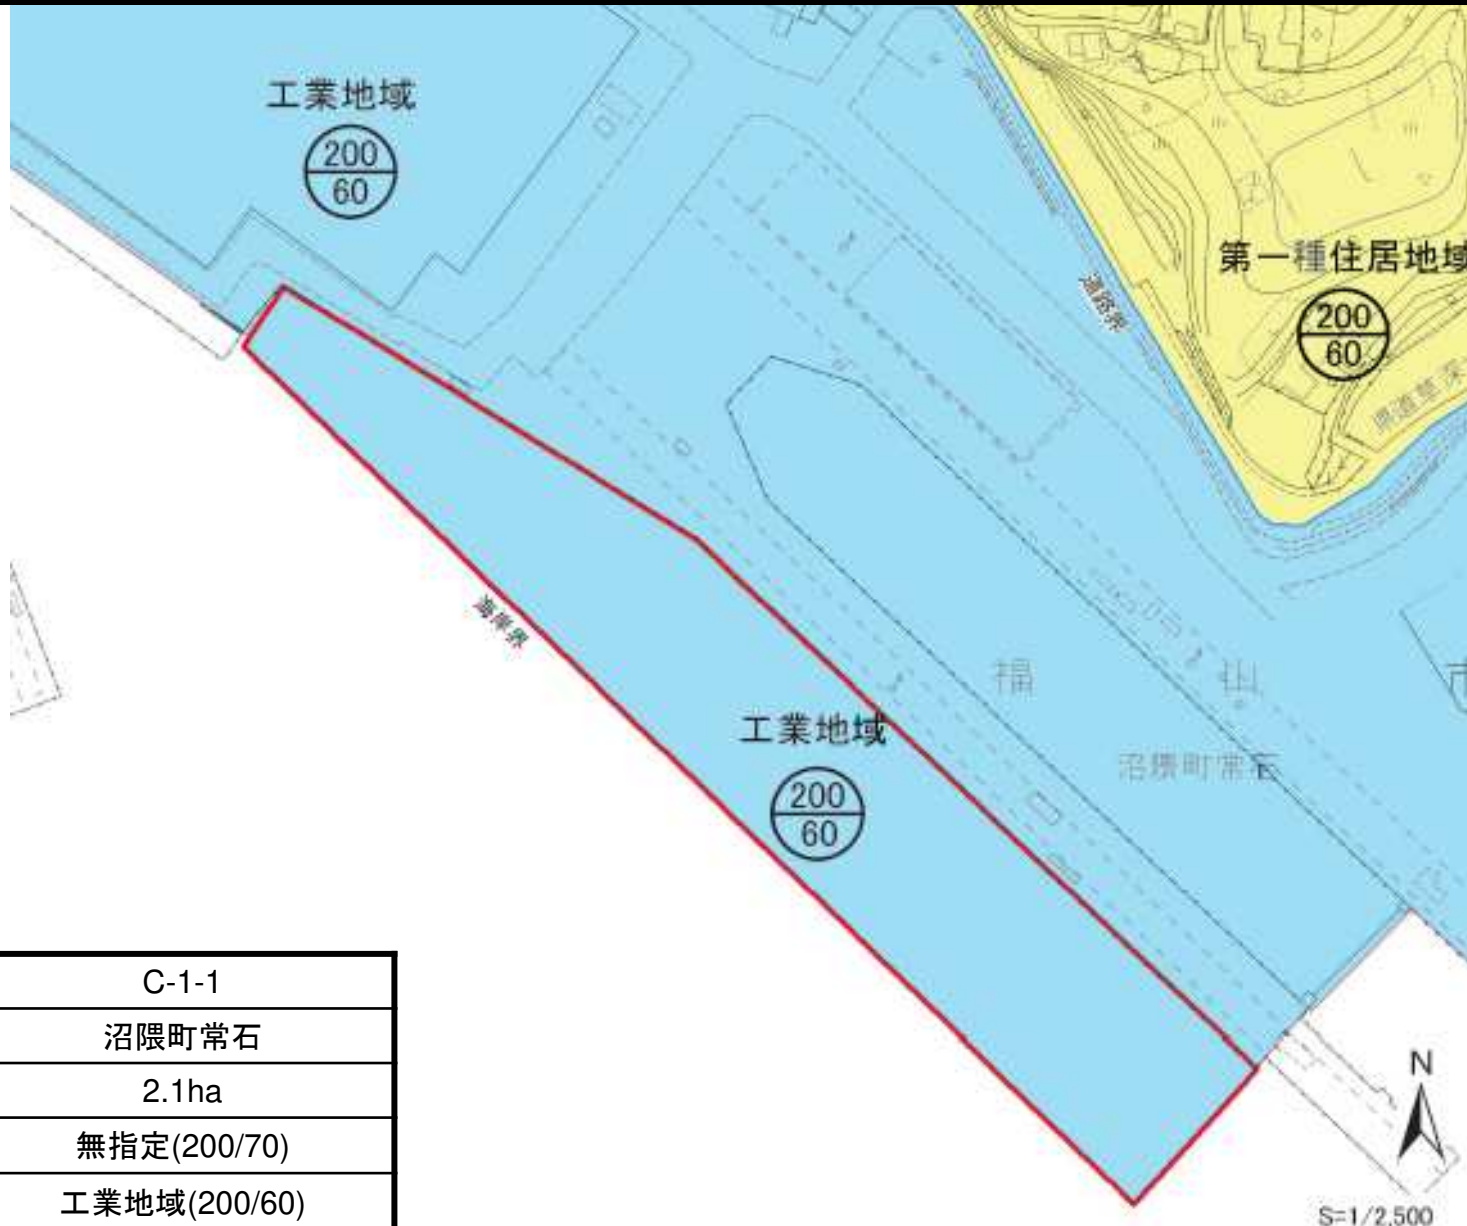 工業地域
200
60
第一種住居地域
200
60
道路界
海岸界
福山市
沼隈町常石
工業地域
200
60
C-1-1
沼隈町常石
2.1ha
無指定(200/70)
工業地域(200/60)
N
S=1/2,500